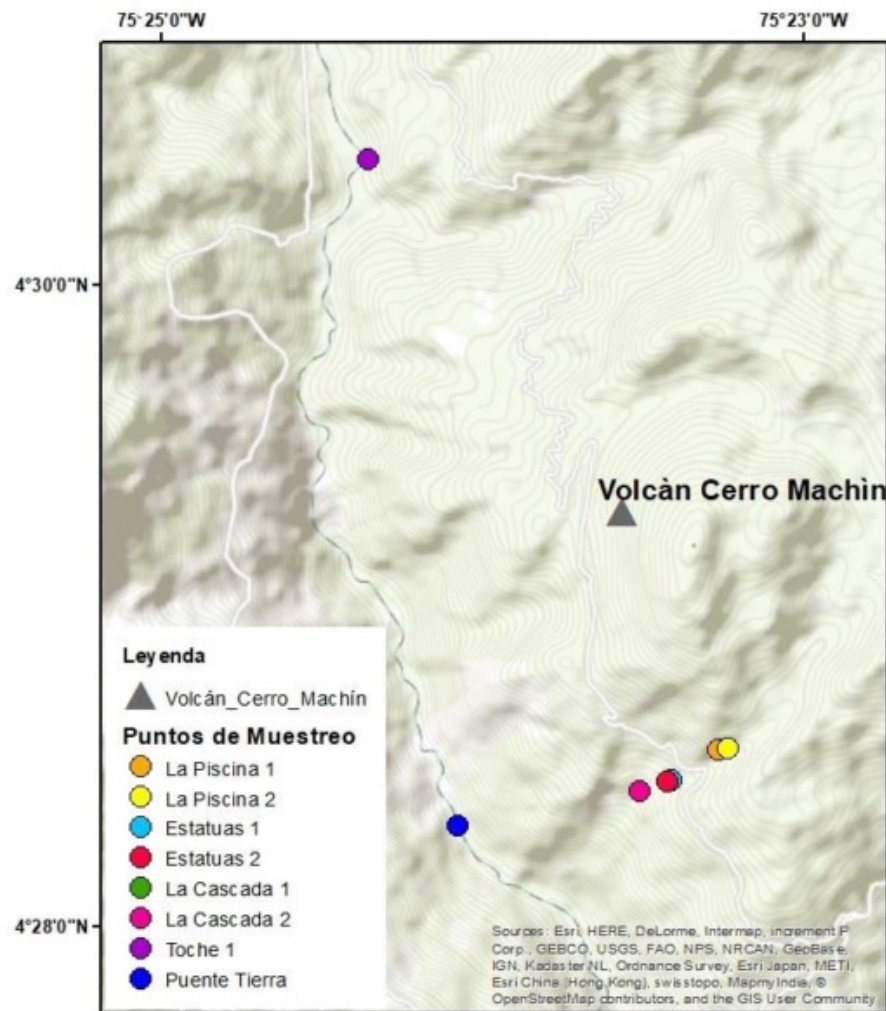 75°25'0"W
75°23'0"W
4°30'0"N
Volcàn Cerro Machìn
Leyenda
Volcán_Cerro_Machín
Puntos de Muestreo
La Piscina 1
La Piscina 2
Estatuas 1
Estatuas 2
La Cascada 1
La Cascada 2
Toche 1
Puente Tierra
4°28'0"N
Sources: Esri, HERE, DeLorme, Intermap, increment P
Corp., GEBCO, USGS, FAO, NPS, NRCAN, GeoBase,
IGN, Kadaster NL, Ordnance Survey, Esri Japan, METI,
Esri China (Hong Kong), swisstopo, MapmyIndia, ©
OpenStreetMap contributors, and the GIS User Community